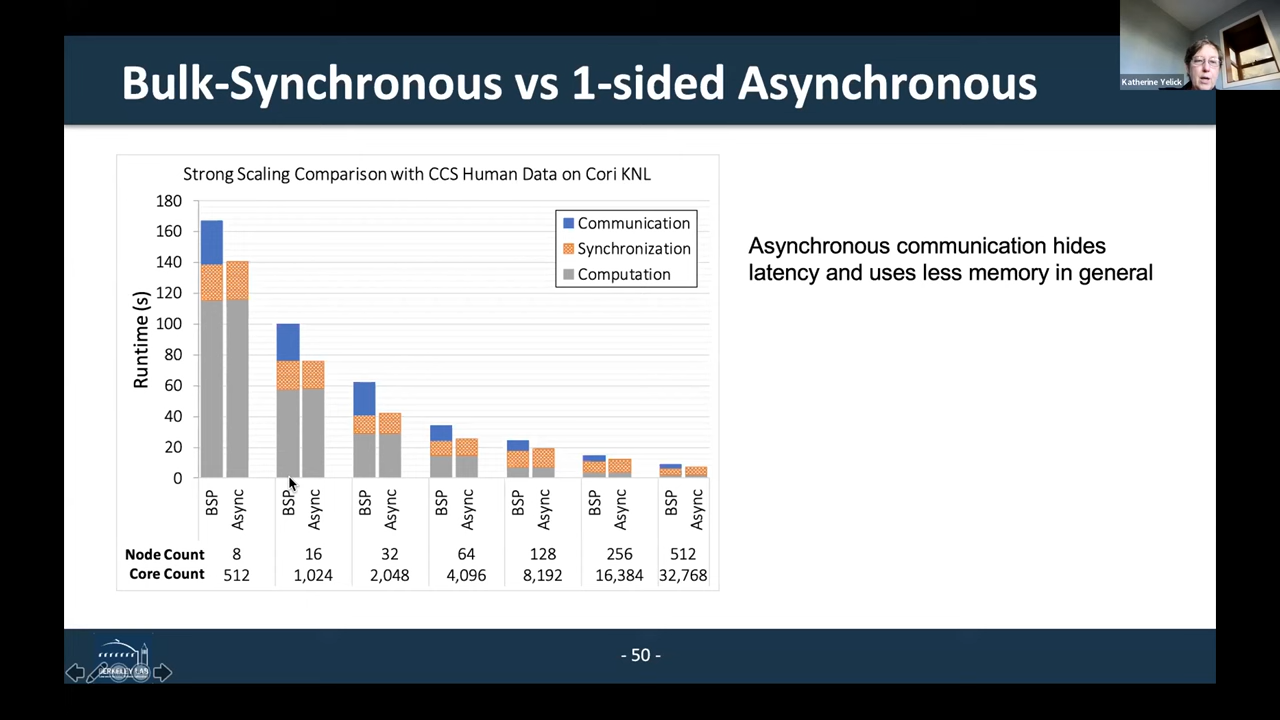 Katherine Yelick
Bulk-Synchronous vs 1-sided Asynchronous
Strong Scaling Comparison with CCS Human Data on Cori KNL
Runtime (s)
180
160
140
120
100
80
60
40
20
0
Communication
Synchronization
Computation
BSP Async BSP Async BSP Async BSP Async BSP Async BSP Async BSP Async
Node Count 8 16 32 64 128 256 512
Core Count 512 1,024 2,048 4,096 8,192 16,384 32,768
Asynchronous communication hides
latency and uses less memory in general
BERKELEY LAB
- 50 -